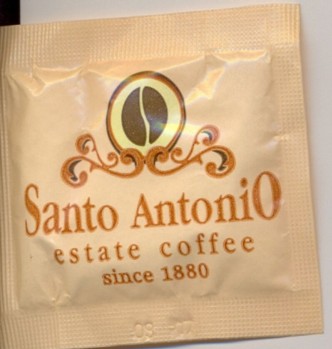 Santo AntoniO
estate coffee
since 1880